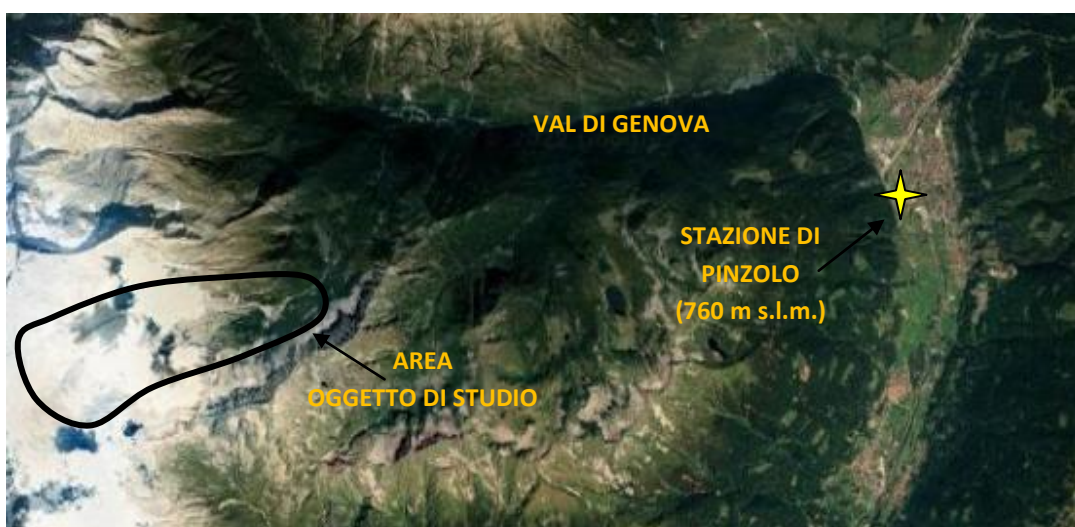 VAL DI GENOVA
STAZIONE DI
PINZOLO
(760 m s.l.m.)
AREA
OGGETTO DI STUDIO